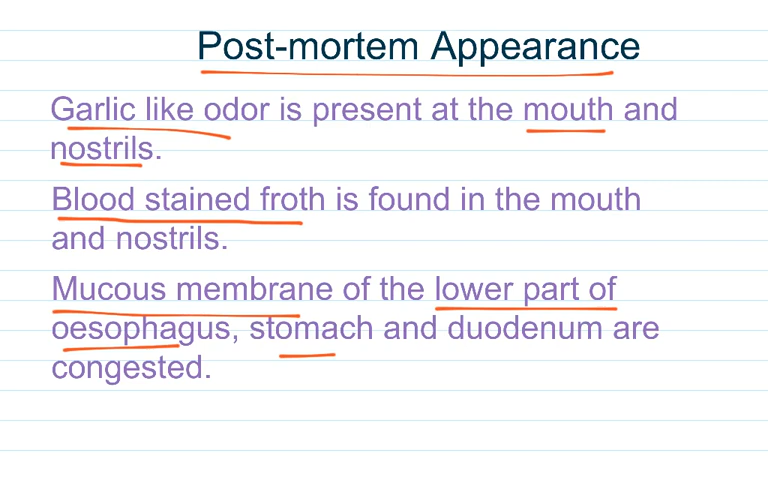 Post-mortem Appearance
Garlic like odor is present at the mouth and
nostrils.
Blood stained froth is found in the mouth
and nostrils.
Mucous membrane of the lower part of
oesophagus, stomach and duodenum are
congested.